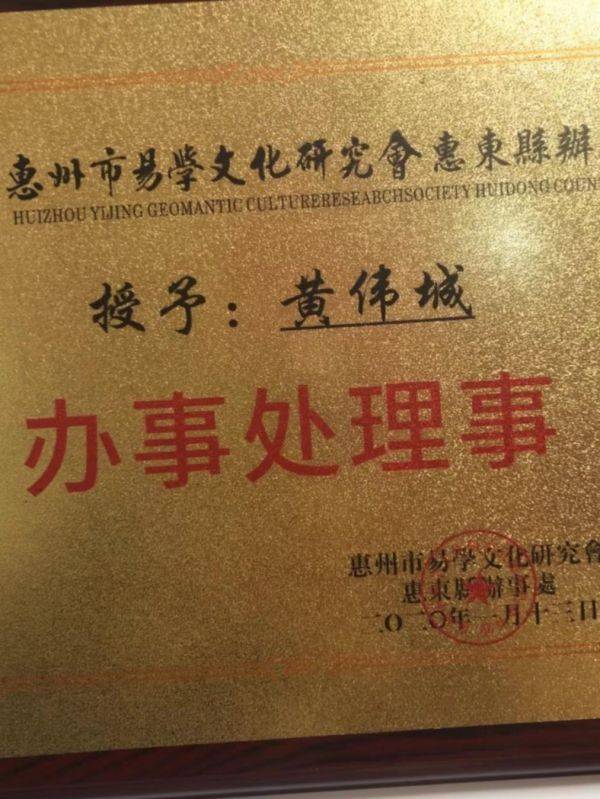 惠州市易學文化研究會惠東縣辦
HUIZHOU YIJING GEOMANTIC CULTURERESEABCHSOCIETY HUIDONG COUN
授予：黄伟城
办事处理事
惠州市易學文化研究會
惠東縣辦事處
二〇二〇年一月十三日